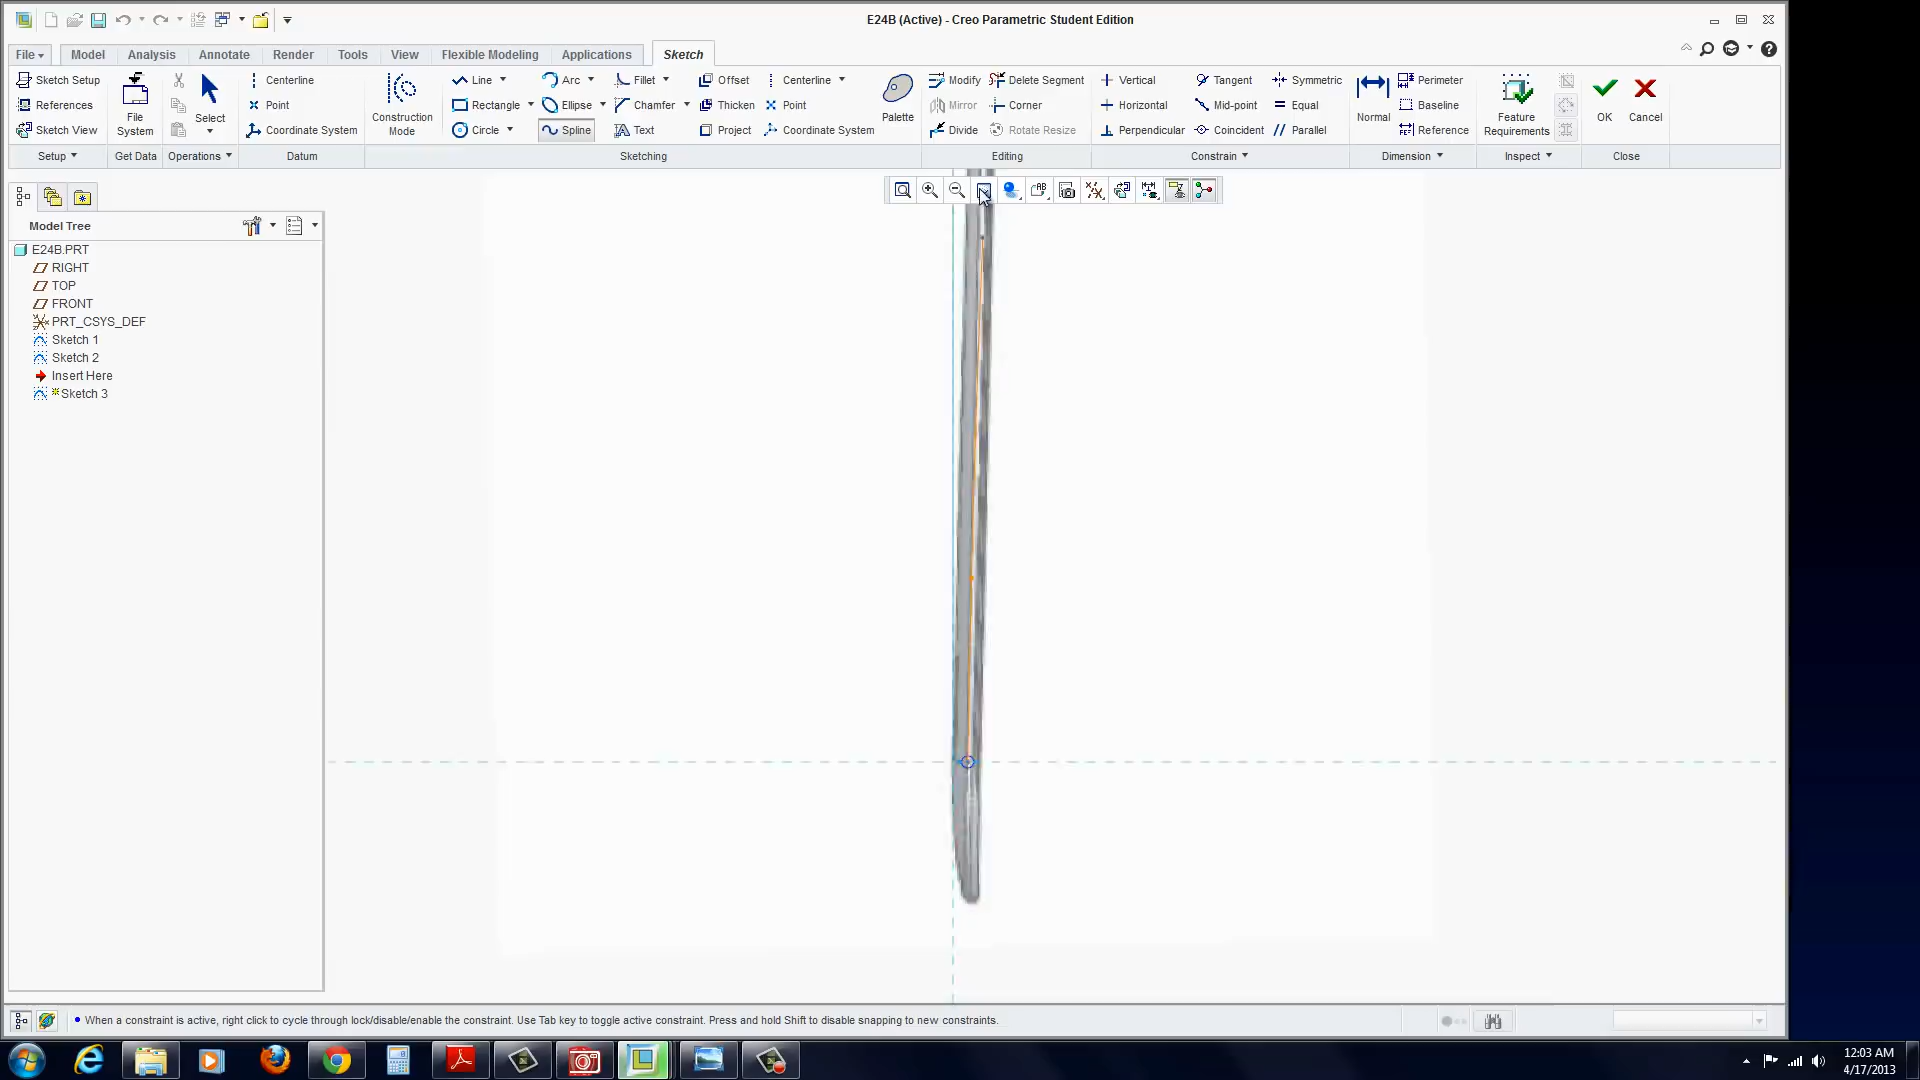 E24B (Active) - Creo Parametric Student Edition
File Model Analysis Annotate Render Tools View Flexible Modeling Applications Sketch
Sketch Setup
References
Sketch View
Setup
File System
Get Data
Select
Operations
Centerline
Point
Coordinate System
Datum
Construction Mode
Line Arc Fillet Offset Centerline
Rectangle Ellipse Chamfer Thicken Point
Circle Spline Text Project Coordinate System
Palette
Sketching
Modify Delete Segment
Mirror Corner
Divide Rotate Resize
Editing
Vertical Tangent Symmetric
Horizontal Mid-point Equal
Perpendicular Coincident Parallel
Constrain
Normal
Perimeter
Baseline
Reference
Dimension
Feature Requirements
Inspect
OK Cancel
Close
Model Tree
E24B.PRT
RIGHT
TOP
FRONT
PRT_CSYS_DEF
Sketch 1
Sketch 2
Insert Here
Sketch 3
When a constraint is active, right click to cycle through lock/disable/enable the constraint. Use Tab key to toggle active constraint. Press and hold Shift to disable snapping to new constraints.
12:03 AM
4/17/2013